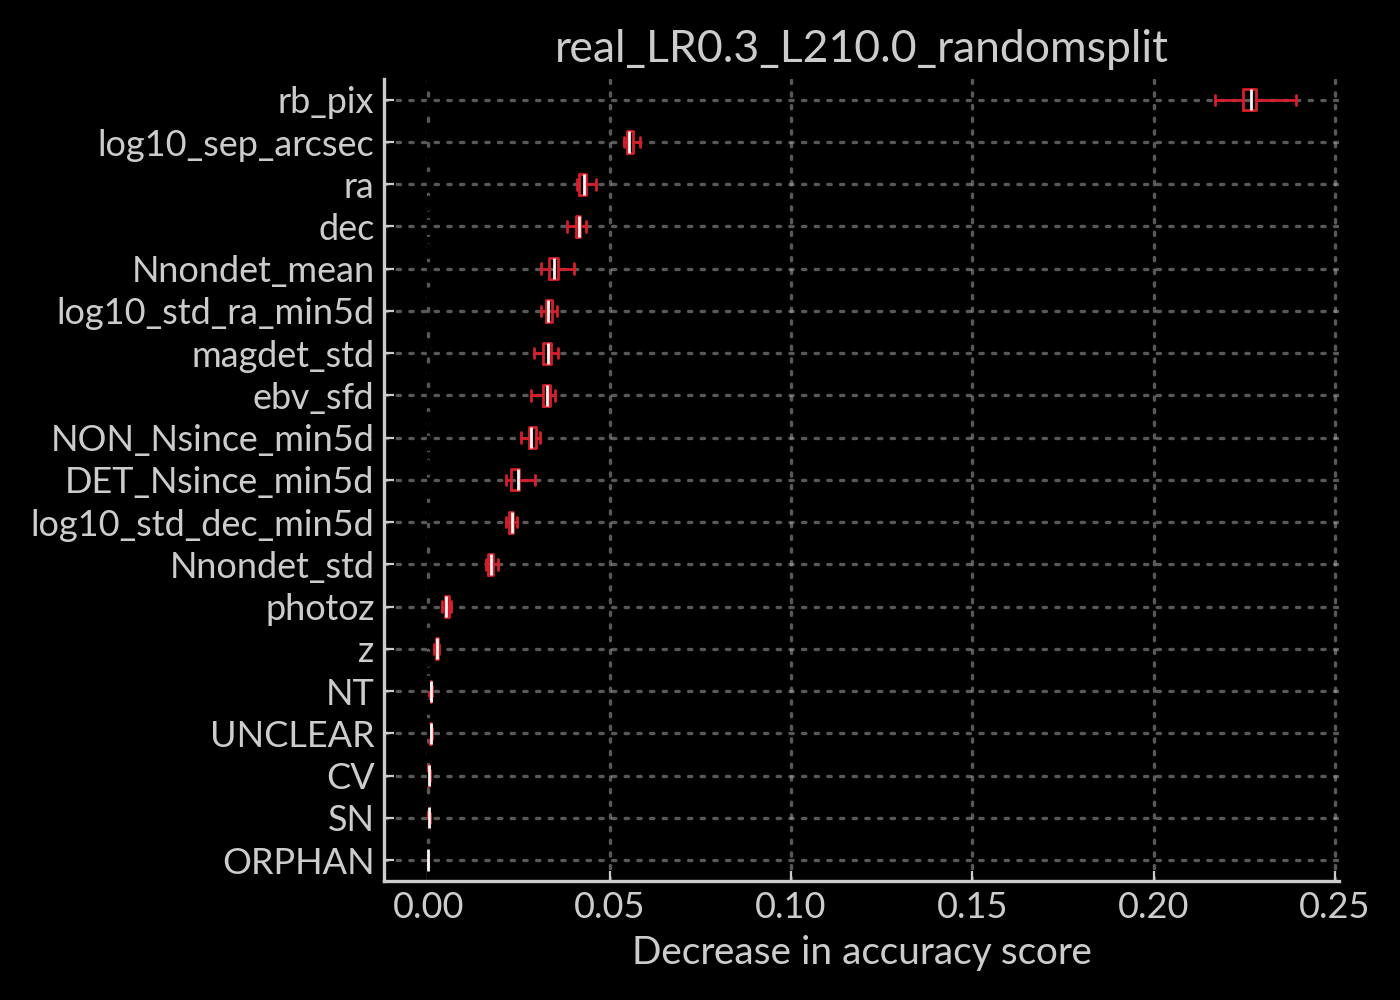 real_LR0.3_L210.0_randomsplit
rb_pix
log10_sep_arcsec
ra
dec
Nnondet_mean
log10_std_ra_min5d
magdet_std
ebv_sfd
NON_Nsince_min5d
DET_Nsince_min5d
log10_std_dec_min5d
Nnondet_std
photoz
z
NT
UNCLEAR
CV
SN
ORPHAN
0.00 0.05 0.10 0.15 0.20 0.25
Decrease in accuracy score